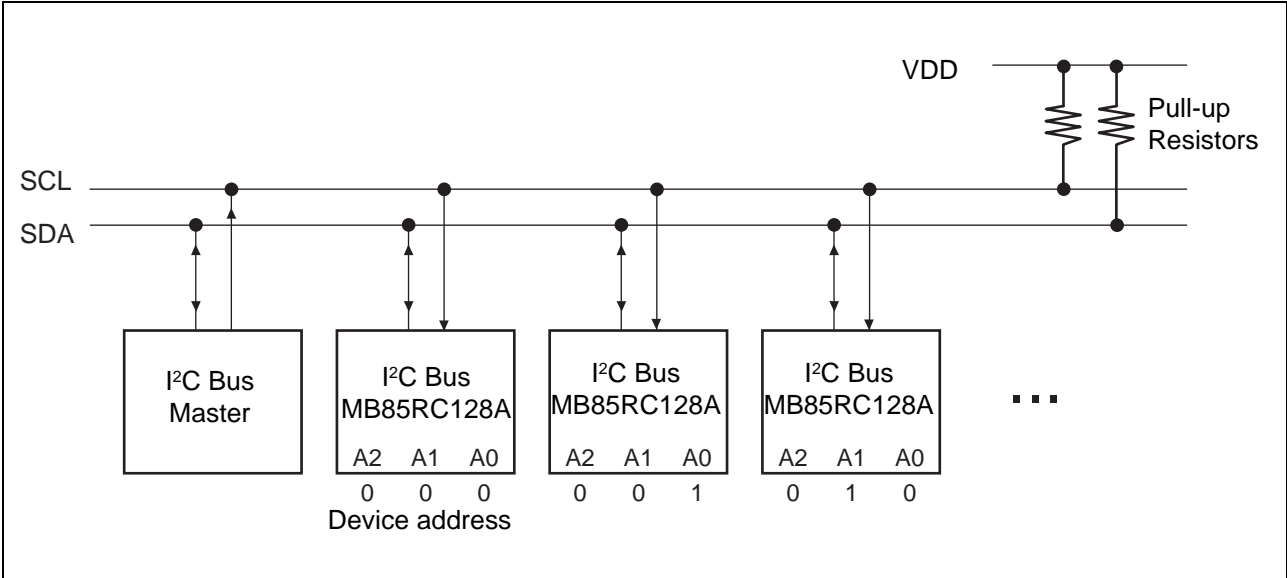 VDD
Pull-up
Resistors
SCL
SDA
I²C Bus
Master
I²C Bus
MB85RC128A
A2 A1 A0
0 0 0
Device address
I²C Bus
MB85RC128A
A2 A1 A0
0 0 1
I²C Bus
MB85RC128A
A2 A1 A0
0 1 0
...